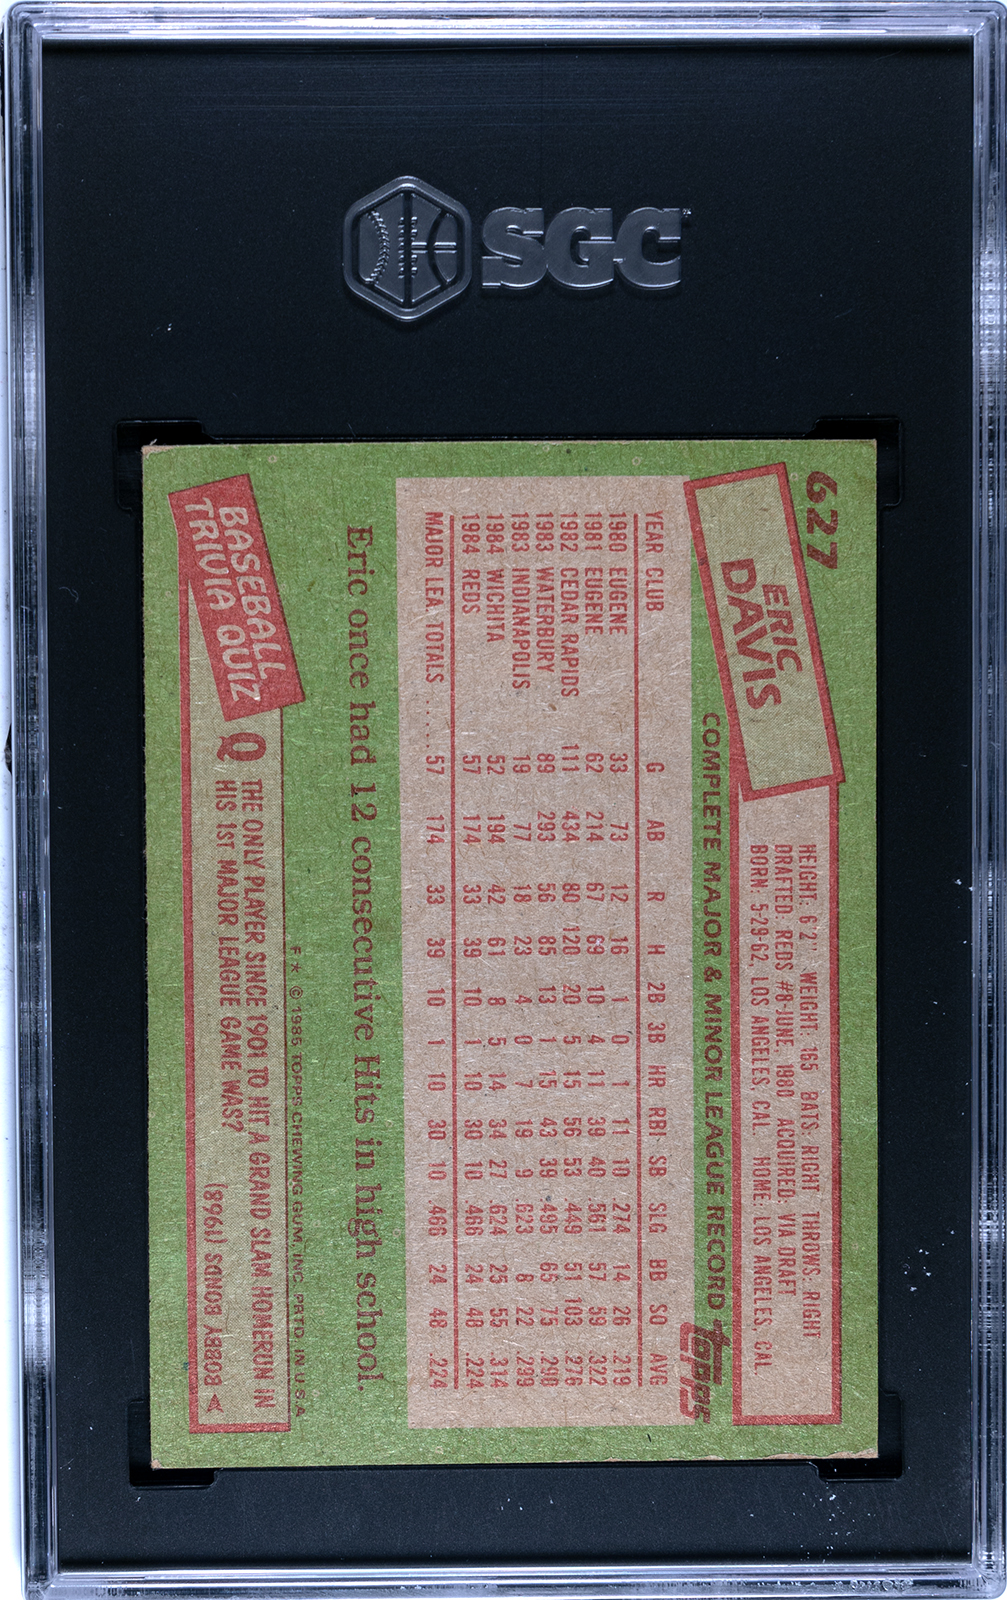 SGC
627
ERIC
DAVIS
HEIGHT: 6'2" WEIGHT: 165 BATS: RIGHT THROWS: RIGHT
DRAFTED: REDS #8-JUNE, 1980 ACQUIRED: VIA DRAFT
BORN: 5-29-62, LOS ANGELES, CAL. HOME: LOS ANGELES, CAL.
COMPLETE MAJOR & MINOR LEAGUE RECORD topps
YEAR CLUB G AB R H 2B 3B HR RBI SB SLG BB SO AVG
1980 EUGENE 33 73 12 16 1 0 1 11 10 .274 14 26 .219
1981 EUGENE 62 214 67 69 10 4 11 39 40 .561 57 59 .322
1982 CEDAR RAPIDS 111 434 80 120 20 5 15 56 53 .449 51 103 .276
1983 WATERBURY 89 293 56 85 13 1 15 43 39 .495 65 75 .290
1983 INDIANAPOLIS 19 77 18 23 4 0 7 19 9 .623 8 22 .299
1984 WICHITA 52 194 42 61 8 5 14 34 27 .624 25 55 .314
1984 REDS 57 174 33 39 10 1 10 30 10 .466 24 48 .224
MAJOR LEA. TOTALS ..... 57 174 33 39 10 1 10 30 10 .466 24 48 .224
Eric once had 12 consecutive Hits in high school.
F* © 1985 TOPPS CHEWING GUM, INC. PRTD. IN U.S.A.
BASEBALL
TRIVIA QUIZ
Q THE ONLY PLAYER SINCE 1901 TO HIT A GRAND SLAM HOMERUN IN
HIS 1ST MAJOR LEAGUE GAME WAS?
A BOBBY BONDS (1968)